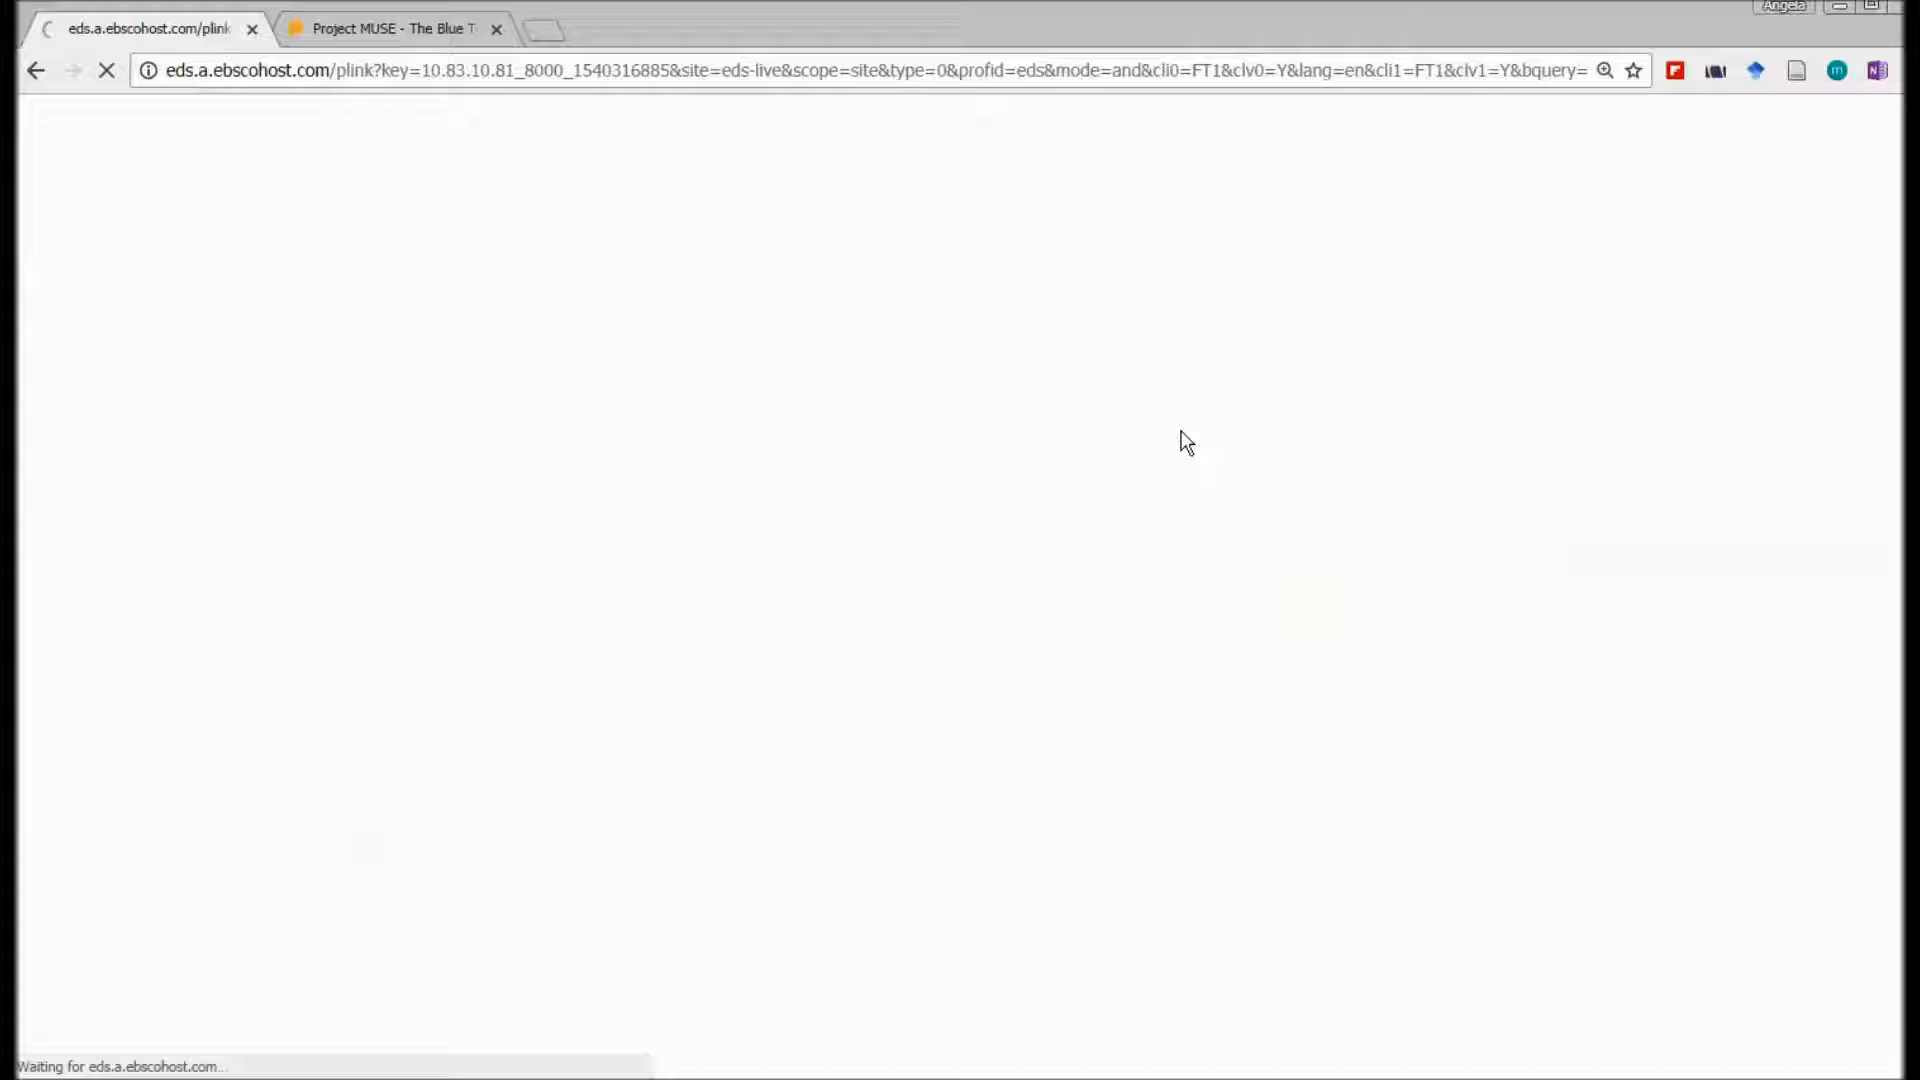 Angela
eds.a.ebscohost.com/plink
Project MUSE - The Blue T
eds.a.ebscohost.com/plink?key=10.83.10.81_8000_1540316885&site=eds-live&scope=site&type=0&profid=eds&mode=and&cli0=FT1&clv0=Y&lang=en&cli1=FT1&clv1=Y&bquery=
Waiting for eds.a.ebscohost.com...